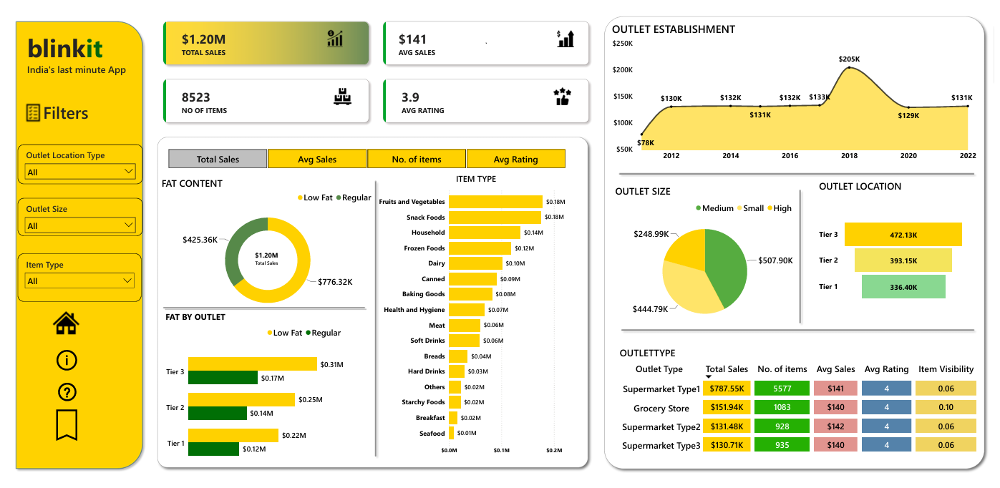 blinkit
India's last minute App
Filters
Outlet Location Type
All
Outlet Size
All
Item Type
All
$1.20M
TOTAL SALES
$141
AVG SALES
.
8523
NO OF ITEMS
3.9
AVG RATING
Total Sales
Avg Sales
No. of items
Avg Rating
FAT CONTENT
Low Fat Regular
$425.36K
$1.20M
Total Sales
$776.32K
FAT BY OUTLET
Low Fat Regular
Tier 3 $0.31M
$0.17M
Tier 2 $0.25M
$0.14M
Tier 1 $0.22M
$0.12M
ITEM TYPE
Fruits and Vegetables $0.18M
Snack Foods $0.18M
Household $0.14M
Frozen Foods $0.12M
Dairy $0.10M
Canned $0.09M
Baking Goods $0.08M
Health and Hygiene $0.07M
Meat $0.06M
Soft Drinks $0.06M
Breads $0.04M
Hard Drinks $0.03M
Others $0.02M
Starchy Foods $0.02M
Breakfast $0.02M
Seafood $0.01M
$0.0M $0.1M $0.2M
OUTLET ESTABLISHMENT
$250K
$205K
$150K
$130K $132K $131K $132K $133K $129K $131K
$100K
$78K
$50K
2012 2014 2016 2018 2020 2022
OUTLET SIZE
Medium Small High
$248.99K
$507.90K
$444.79K
OUTLET LOCATION
Tier 3 472.13K
Tier 2 393.15K
Tier 1 336.40K
OUTLETTYPE
Outlet Type Total Sales No. of items Avg Sales Avg Rating Item Visibility
Supermarket Type1 $787.55K 5577 $141 4 0.06
Grocery Store $151.94K 1083 $140 4 0.10
Supermarket Type2 $131.48K 928 $142 4 0.06
Supermarket Type3 $130.71K 935 $140 4 0.06